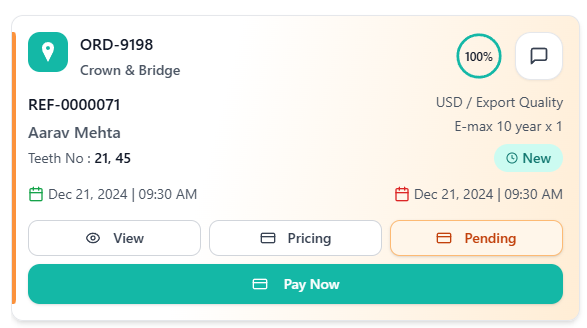 ORD-9198
Crown & Bridge
100%
REF-0000071
USD / Export Quality
Aarav Mehta
E-max 10 year x 1
Teeth No : 21, 45
New
Dec 21, 2024 | 09:30 AM
Dec 21, 2024 | 09:30 AM
View
Pricing
Pending
Pay Now